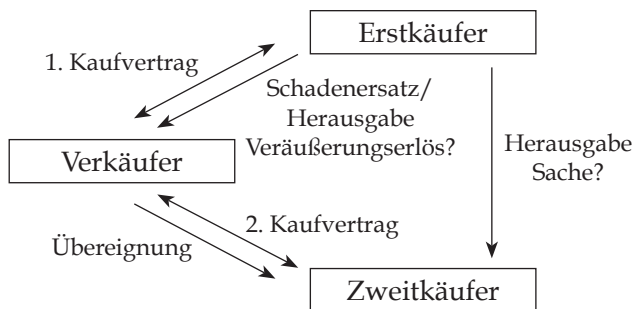 Erstkäufer
1. Kaufvertrag
Schadenersatz/
Herausgabe
Veräußerungserlös?
Verkäufer
Herausgabe
Sache?
2. Kaufvertrag
Übereignung
Zweitkäufer